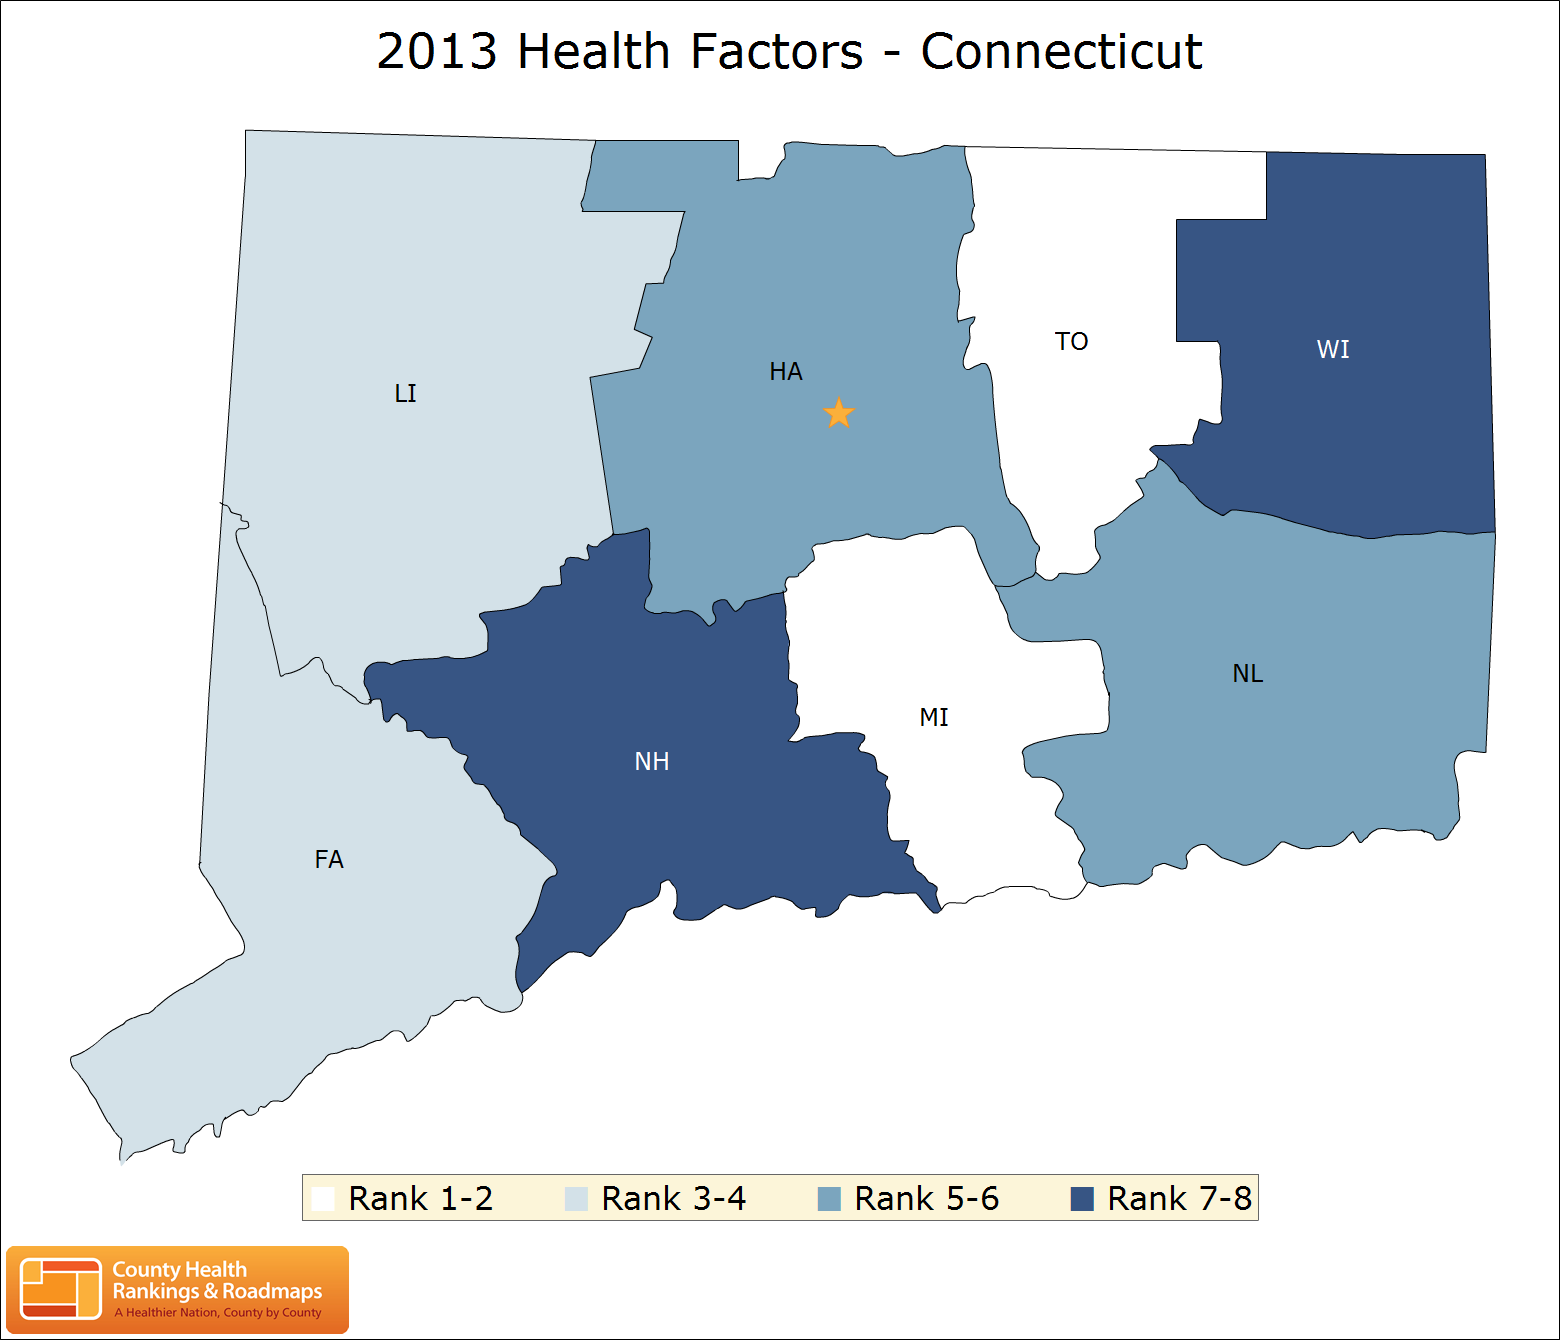 2013 Health Factors - Connecticut
TO
WI
HA
LI
NL
MI
NH
FA
Rank 1-2 Rank 3-4 Rank 5-6 Rank 7-8
County Health
Rankings & Roadmaps
A Healthier Nation, County by County